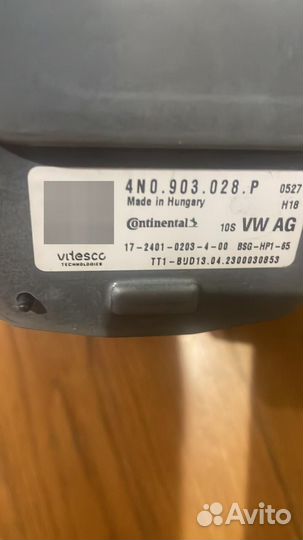 4N0.903.028.P 0527
Made in Hungary H18
Continental 10S VW AG
17-2401-0203-4-00 BSG-HP1-65
vitesco
TECHNOLOGIES
TT1-BUD13.04.2300030853
Avito